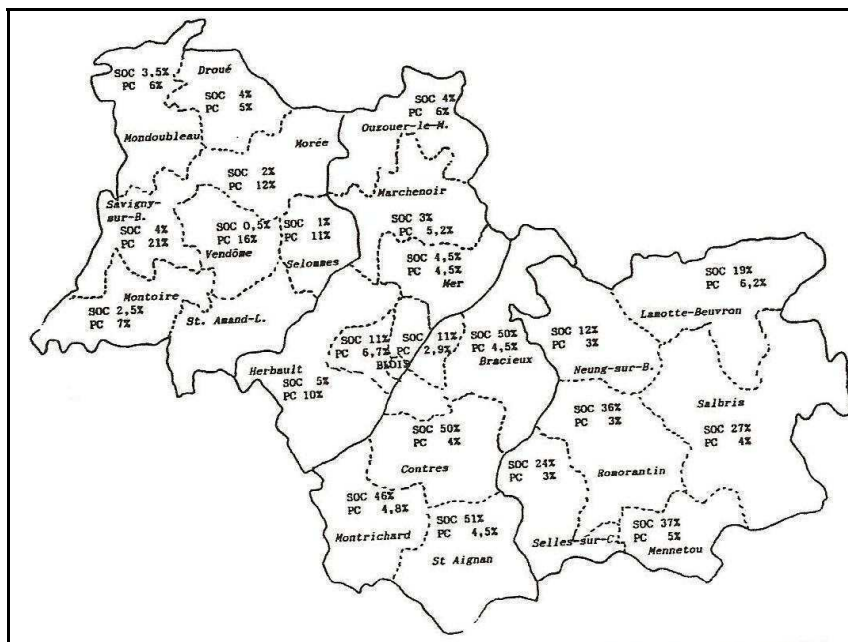 SOC 3,5%
PC 6%
Mondoubleau
Droué
SOC 4%
PC 5%
SOC 4%
PC 6%
Ouzouer-le-M.
Morée
SOC 2%
PC 12%
Marchenoir
SOC 3%
PC 5,2%
Savigny-
sur-B.
SOC 4%
PC 21%
SOC 0,5%
PC 16%
Vendôme
SOC 1%
PC 11%
Selommes
SOC 4,5%
PC 4,5%
Mer
Montoire
SOC 2,5%
PC 7%
St. Amand-L.
SOC 19%
PC 6,2%
Lamotte-Beuvron
Herbault
SOC 5%
PC 10%
SOC 11%
PC 6,7%
SOC 11%
PC 2,9%
BLOIS
SOC 50%
PC 4,5%
Bracieux
SOC 12%
PC 3%
Neung-sur-B.
Salbris
SOC 27%
PC 4%
SOC 36%
PC 3%
Romorantin
SOC 50%
PC 4%
Contres
SOC 24%
PC 3%
Selles-sur-C.
SOC 46%
PC 4,8%
Montrichard
SOC 51%
PC 4,5%
St Aignan
SOC 37%
PC 5%
Mennetou